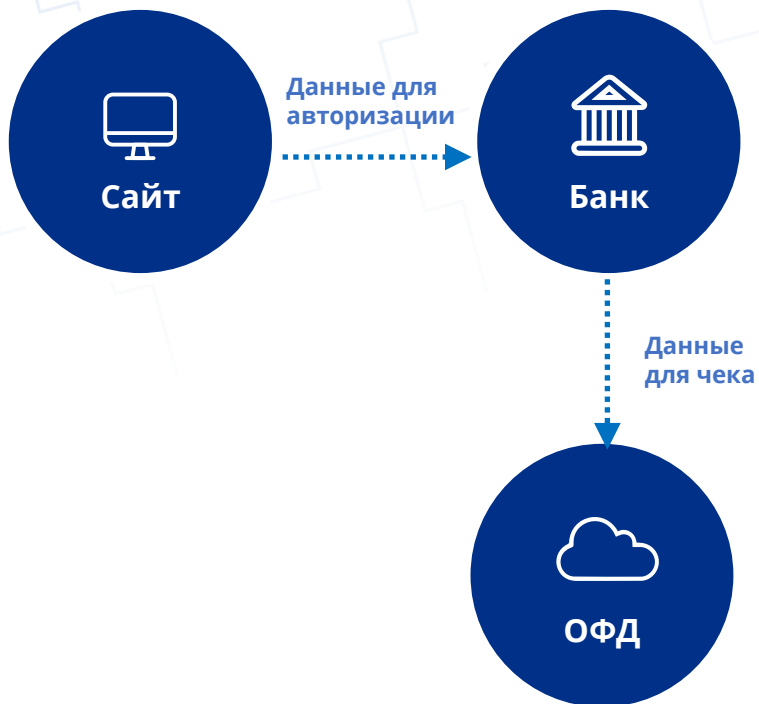 Данные для
авторизации
Сайт
Банк
Данные
для чека
ОФД